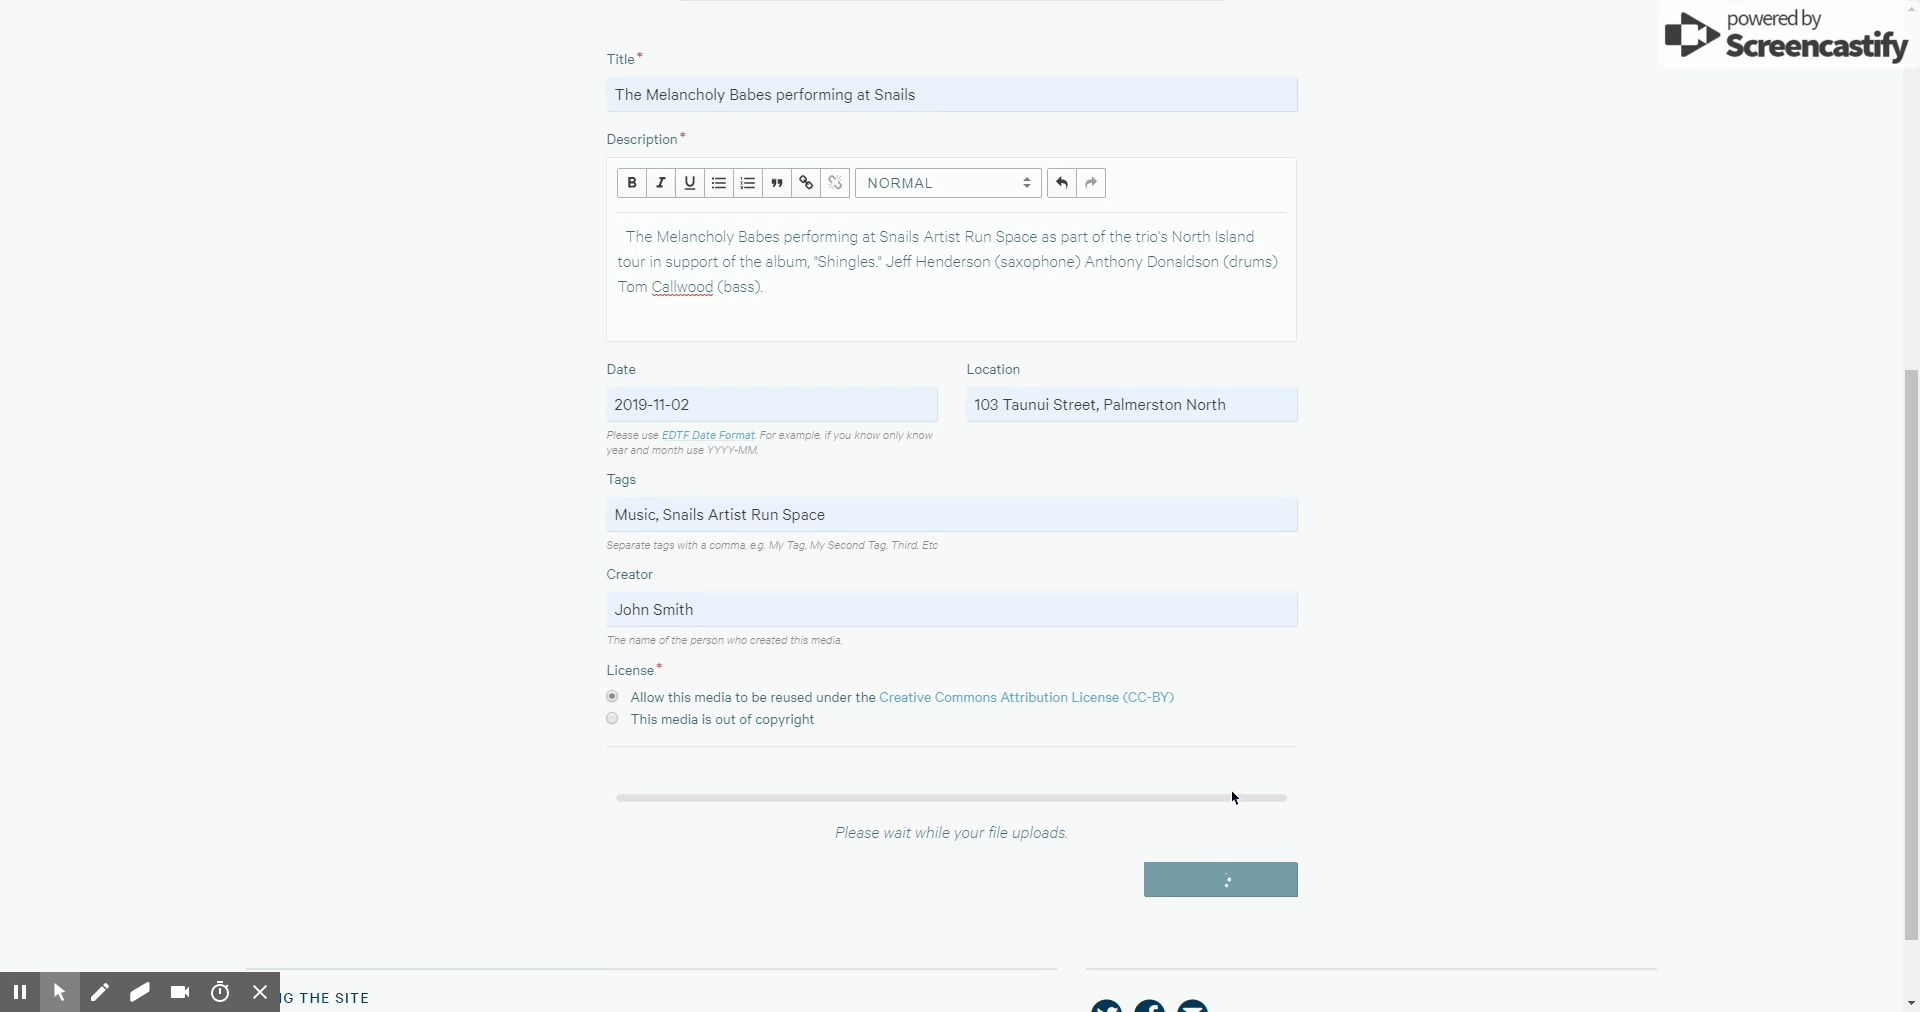 powered by
Screencastify
Title*
The Melancholy Babes performing at Snails
Description*
B I U NORMAL
The Melancholy Babes performing at Snails Artist Run Space as part of the trio's North Island
tour in support of the album, "Shingles." Jeff Henderson (saxophone) Anthony Donaldson (drums)
Tom Callwood (bass).
Date
Location
2019-11-02
103 Taunui Street, Palmerston North
Please use EDTF Date Format. For example, if you know only know
year and month use YYYY-MM.
Tags
Music, Snails Artist Run Space
Separate tags with a comma, e.g. My Tag, My Second Tag, Third, Etc
Creator
John Smith
The name of the person who created this media.
License*
Allow this media to be reused under the Creative Commons Attribution License (CC-BY)
This media is out of copyright
Please wait while your file uploads.
G THE SITE